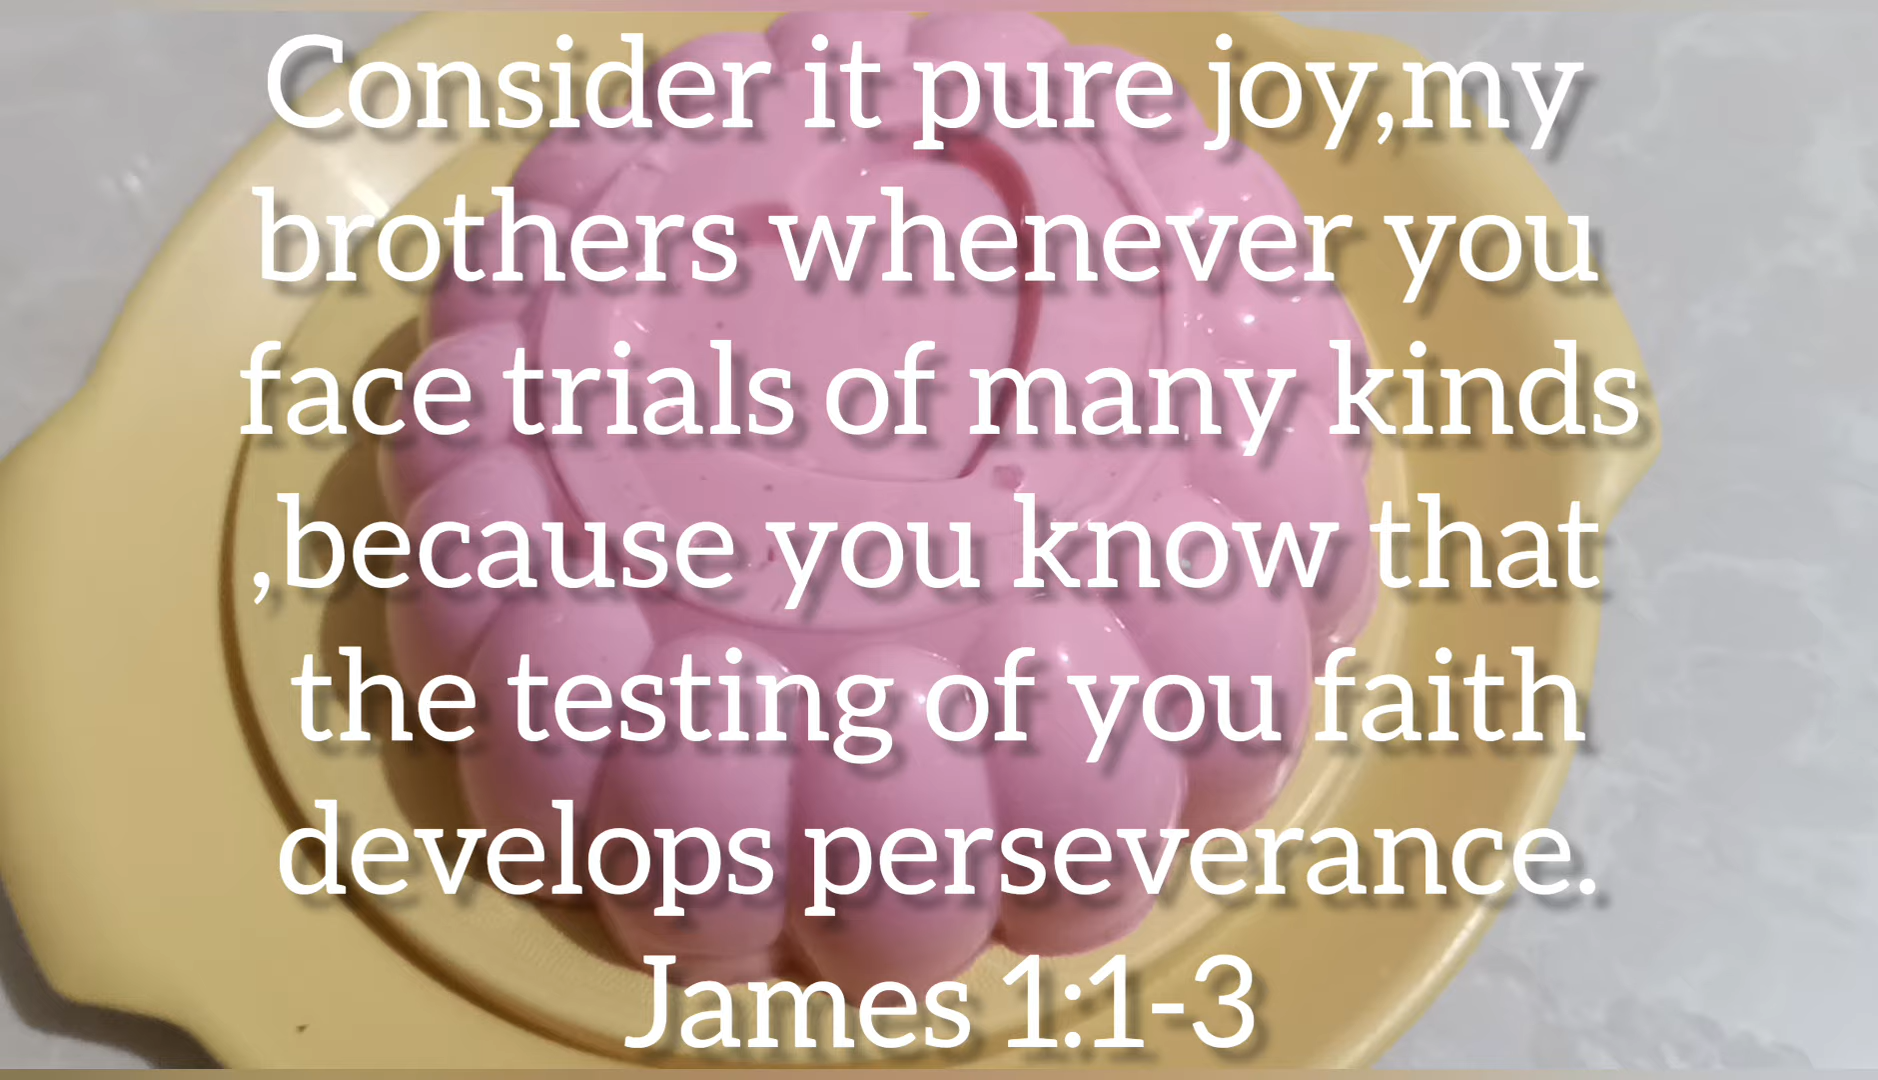 Consider it pure joy,my
brothers whenever you
face trials of many kinds
,because you know that
the testing of you faith
develops perseverance.
James 1:1-3